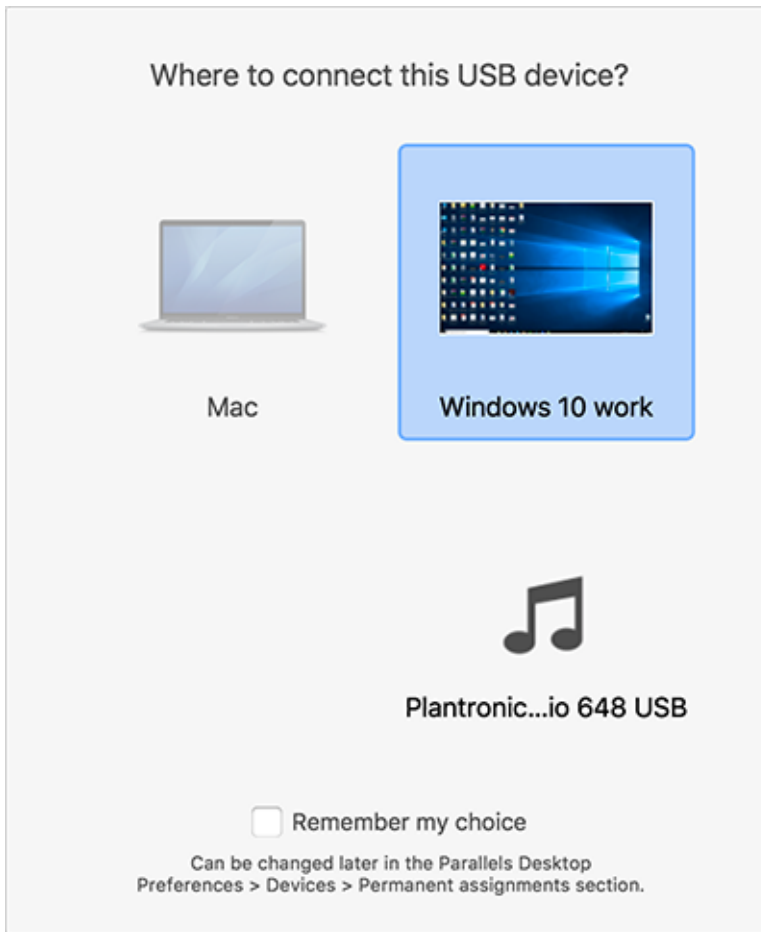 Where to connect this USB device?
Mac
Windows 10 work
Plantronic...io 648 USB
Remember my choice
Can be changed later in the Parallels Desktop
Preferences > Devices > Permanent assignments section.